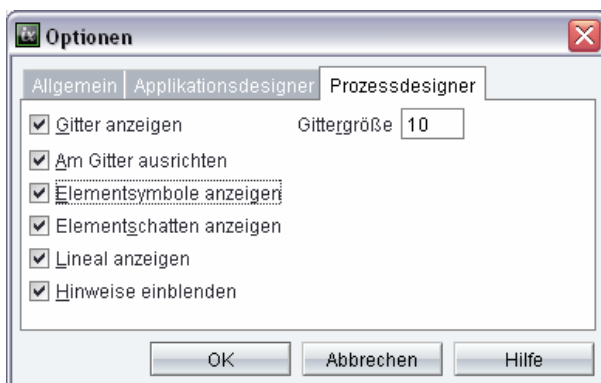 ix Optionen
Allgemein Applikationsdesigner Prozessdesigner
Gitter anzeigen Gittergröße 10
Am Gitter ausrichten
Elementsymbole anzeigen
Elementschatten anzeigen
Lineal anzeigen
Hinweise einblenden
OK Abbrechen Hilfe